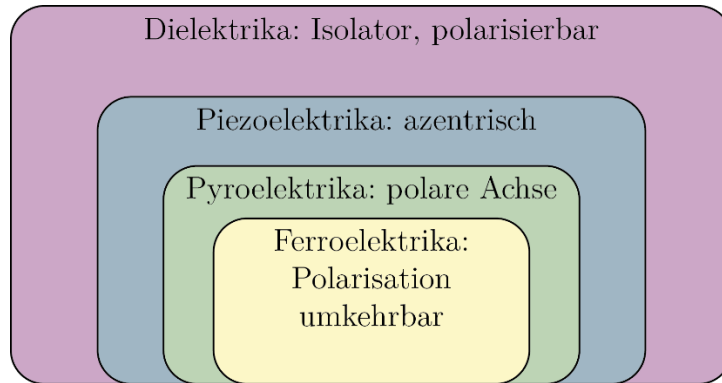 Dielektrika: Isolator, polarisierbar
Piezoelektrika: azentrisch
Pyroelektrika: polare Achse
Ferroelektrika:
Polarisation
umkehrbar